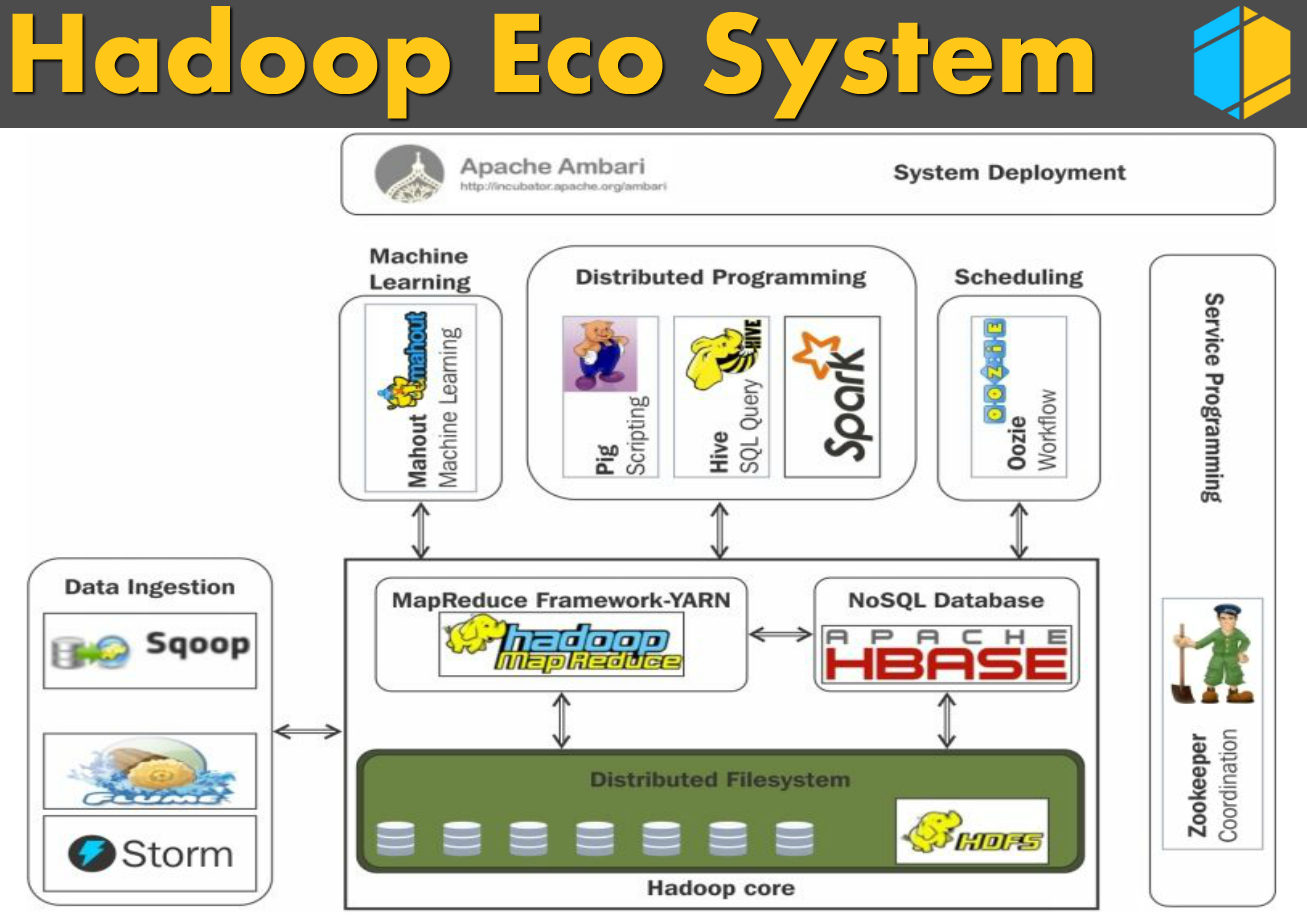 Hadoop Eco System
Apache Ambari
http://incubator.apache.org/ambari
System Deployment
Machine
Learning
mahout
Mahout
Machine Learning
Distributed Programming
Pig
Scripting
HIVE
Hive
SQL Query
Spark
Scheduling
OOZIE
Oozie
Workflow
Service Programming
Zookeeper
Coordination
Data Ingestion
Sqoop
FLUME
Storm
MapReduce Framework-YARN
hadoop
MapReduce
NoSQL Database
APACHE
HBASE
Distributed Filesystem
HDFS
Hadoop core